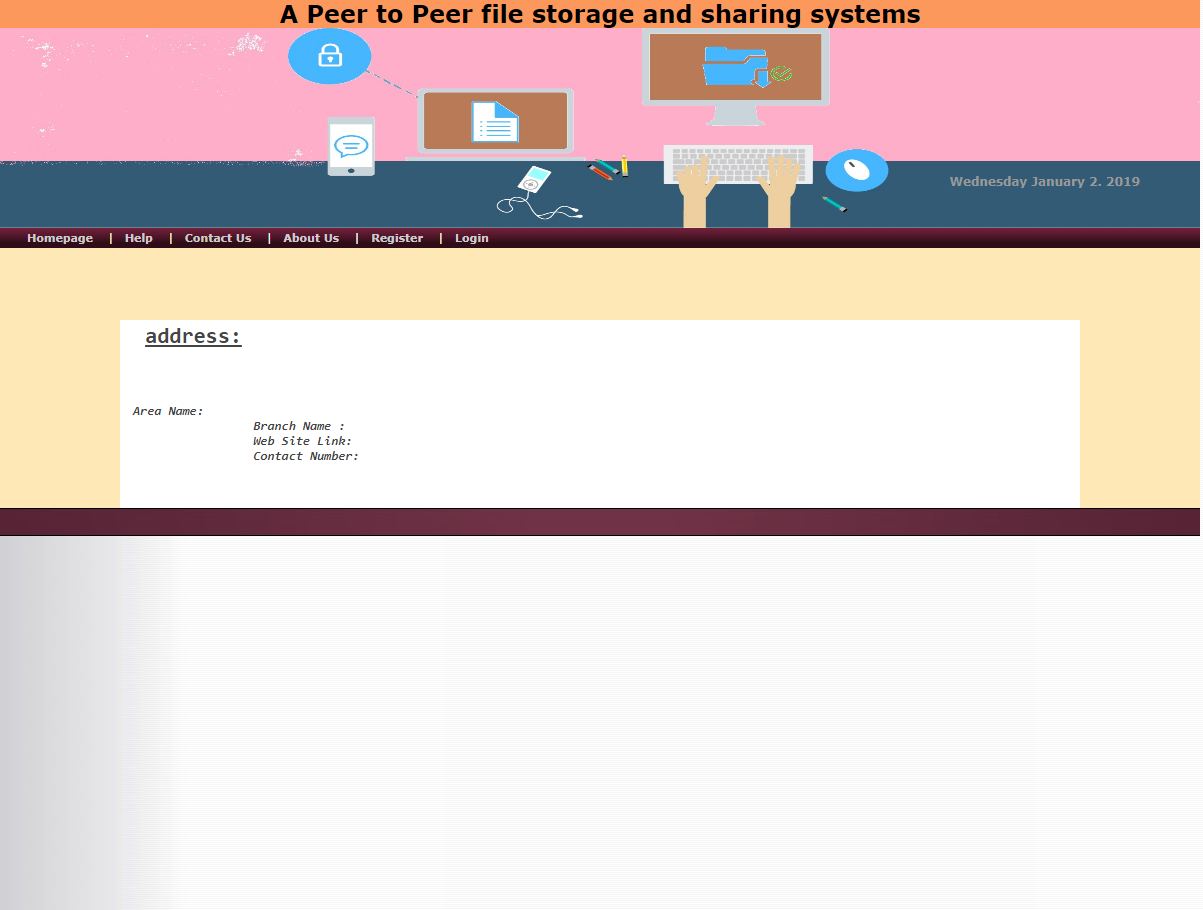 A Peer to Peer file storage and sharing systems
Wednesday January 2. 2019
Homepage | Help | Contact Us | About Us | Register | Login
address:
Area Name:
Branch Name :
Web Site Link:
Contact Number: